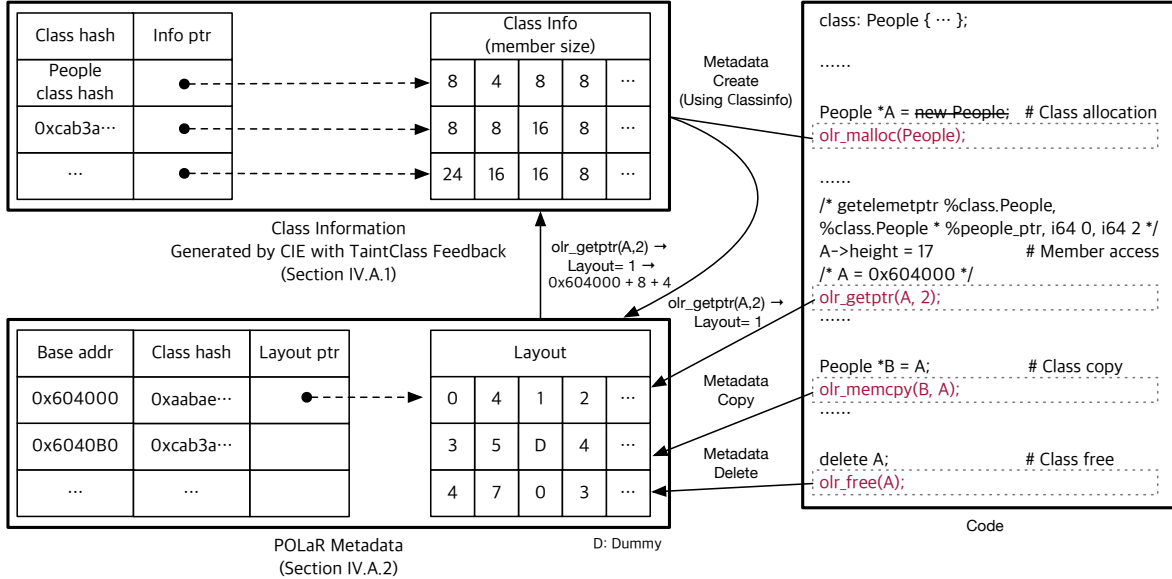 Class hash
Info ptr
Class Info
(member size)
People
class hash
8 4 8 8 ...
0xcab3a...
8 8 16 8 ...
...
24 16 16 8 ...
Class Information
Generated by CIE with TaintClass Feedback
(Section IV.A.1)
Metadata
Create
(Using Classinfo)
olr_getptr(A,2) →
Layout= 1 →
0x604000 + 8 + 4
olr_getptr(A,2) →
Layout= 1
Base addr
Class hash
Layout ptr
Layout
0x604000
0xaabae...
0 4 1 2 ...
0x6040B0
0xcab3a...
3 5 D 4 ...
...
...
4 7 0 3 ...
POLaR Metadata
(Section IV.A.2)
D: Dummy
Metadata
Copy
Metadata
Delete
class: People { ... };
......
People *A = new People; # Class allocation
olr_malloc(People);
......
/* getelemetptr %class.People,
%class.People * %people_ptr, i64 0, i64 2 */
A->height = 17 # Member access
/* A = 0x604000 */
olr_getptr(A, 2);
......
People *B = A; # Class copy
olr_memcpy(B, A);
......
delete A; # Class free
olr_free(A);
Code